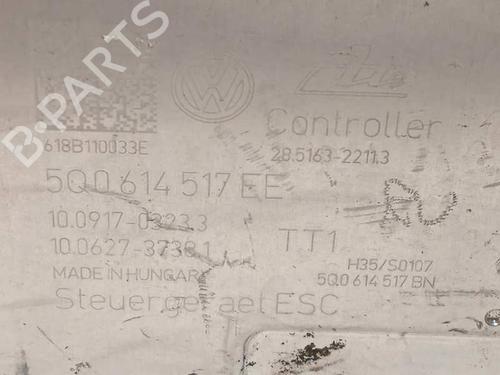 B-PARTS
Ate
Controller
618B110033E
28.5163-2211.3
5Q0 614 517 EE
10.0917-0323.3
10.0627-3738.1
TT1
H35/S0107
MADE IN HUNGARY
5Q0 614 517 BN
Steuergeraet ESC